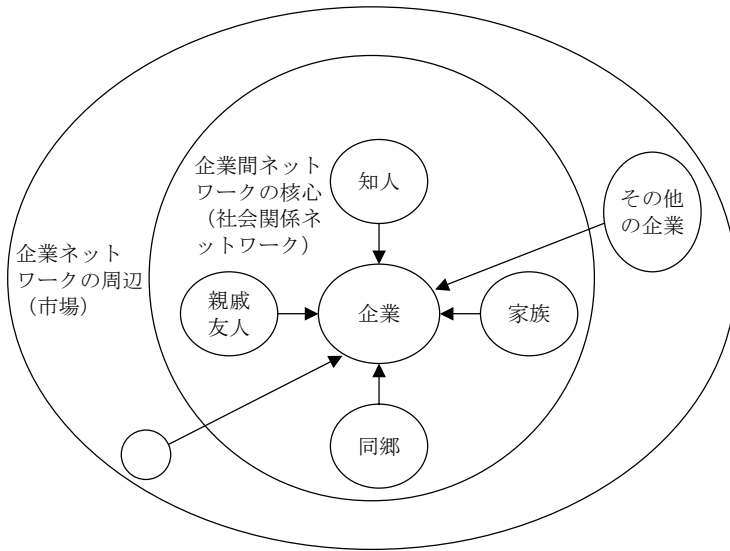 企業間ネット
ワークの核心
（社会関係ネ
ットワーク）
知人
その他
の企業
企業ネット
ワークの周辺
（市場）
親戚
友人
企業
家族
同郷